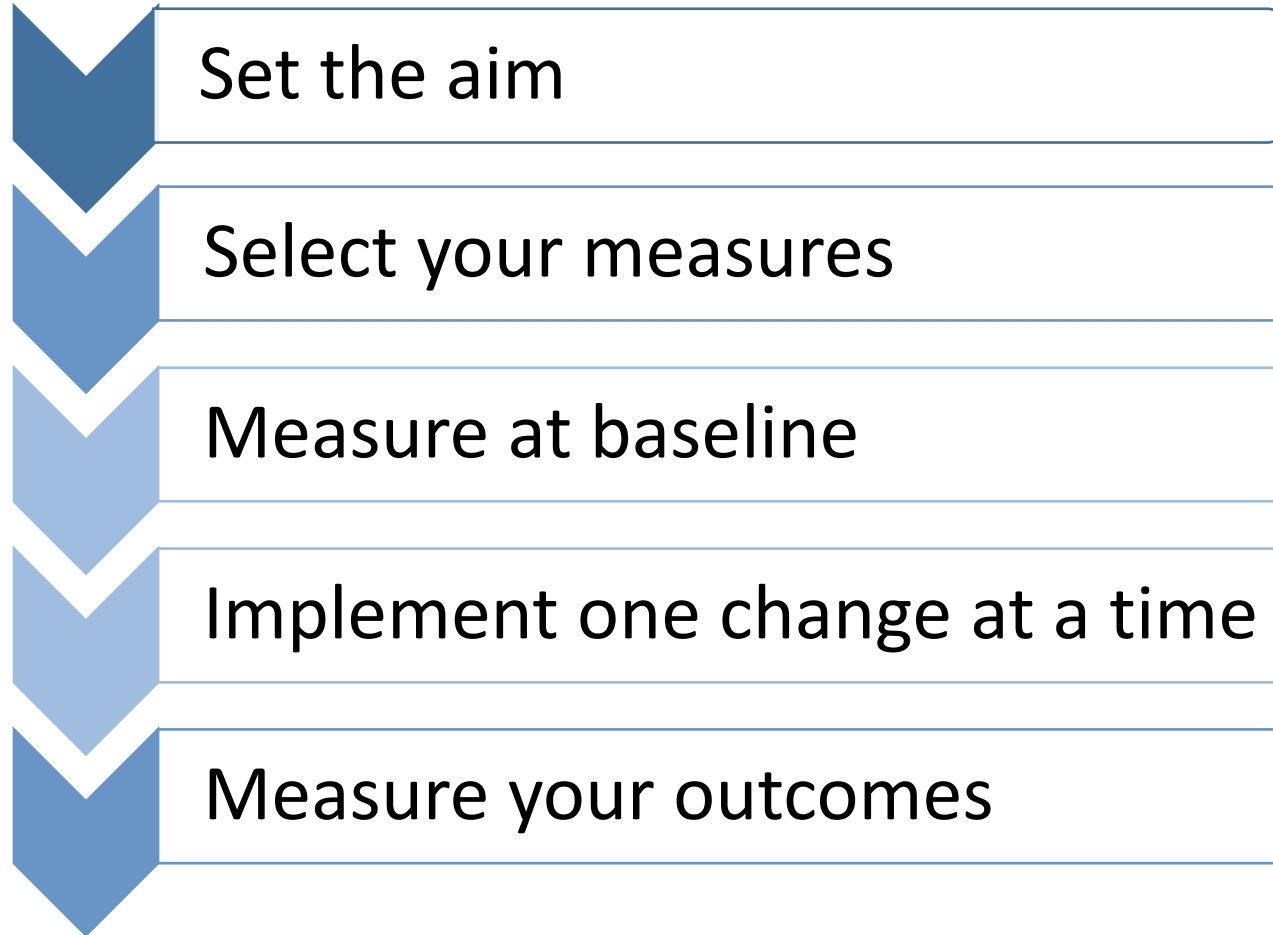 Set the aim
Select your measures
Measure at baseline
Implement one change at a time
Measure your outcomes